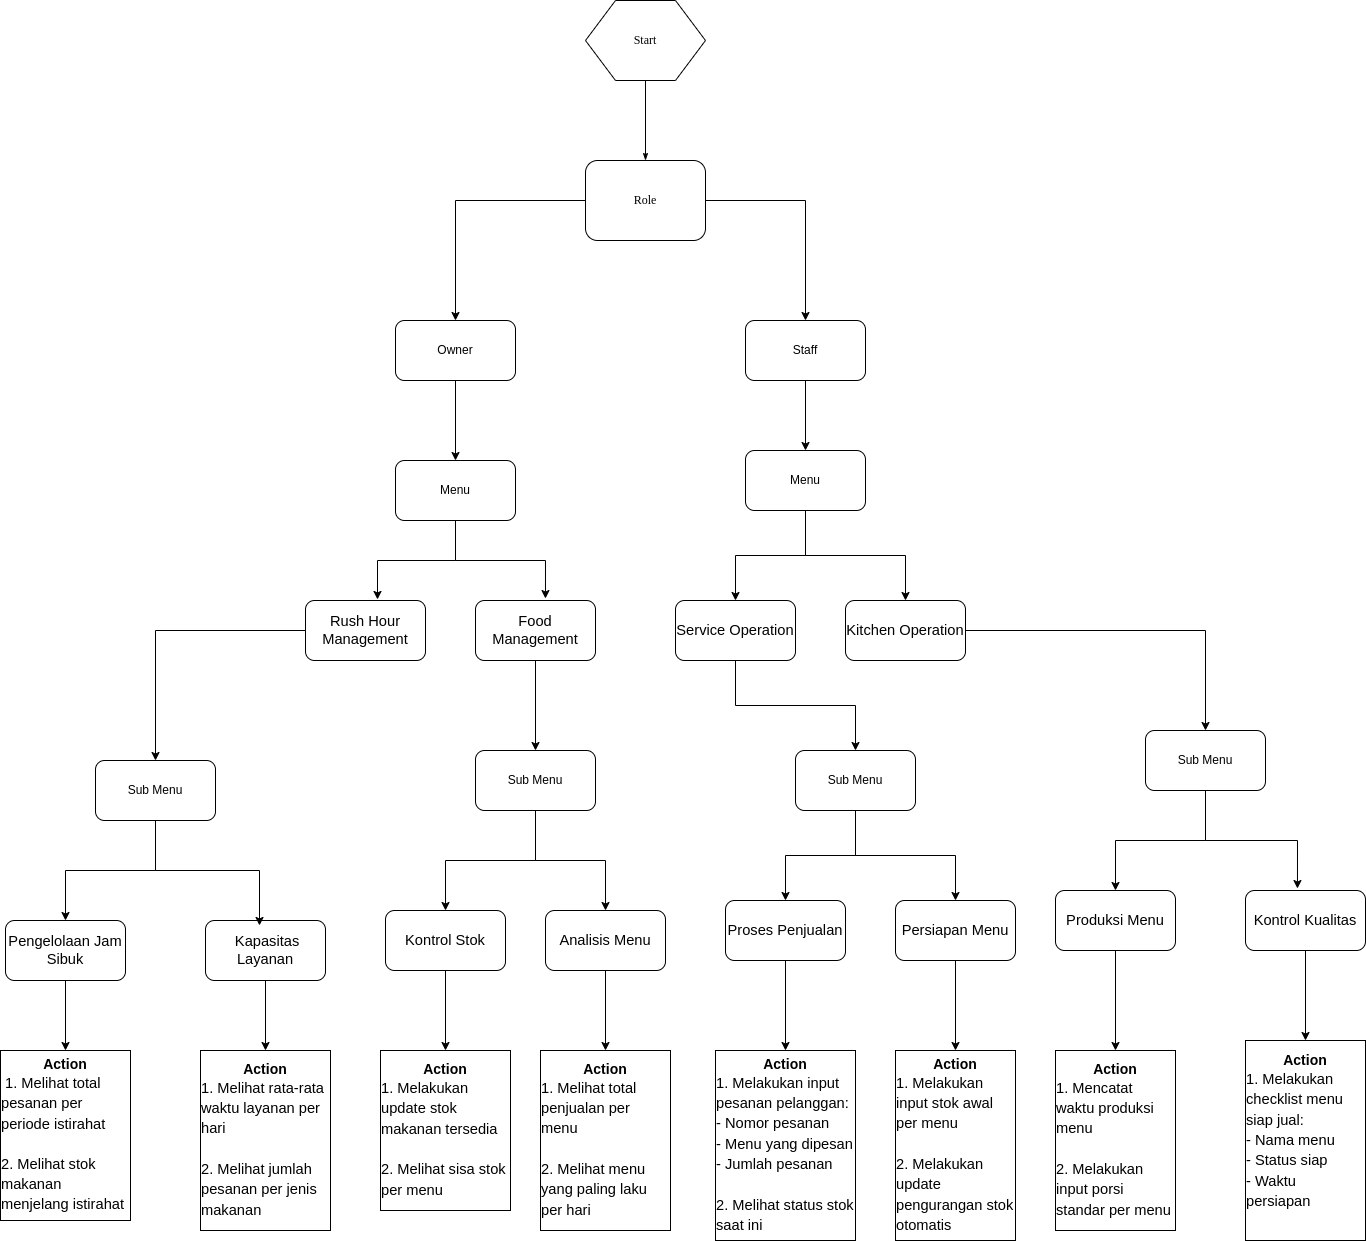 Start
Role
Owner
Staff
Menu
Menu
Rush Hour
Management
Food
Management
Service Operation
Kitchen Operation
Sub Menu
Sub Menu
Sub Menu
Sub Menu
Pengelolaan Jam
Sibuk
Kapasitas
Layanan
Kontrol Stok
Analisis Menu
Proses Penjualan
Persiapan Menu
Produksi Menu
Kontrol Kualitas
Action
1. Melihat total
pesanan per
periode istirahat
2. Melihat stok
makanan
menjelang istirahat
Action
1. Melihat rata-rata
waktu layanan per
hari
2. Melihat jumlah
pesanan per jenis
makanan
Action
1. Melakukan
update stok
makanan tersedia
2. Melihat sisa stok
per menu
Action
1. Melihat total
penjualan per
menu
2. Melihat menu
yang paling laku
per hari
Action
1. Melakukan input
pesanan pelanggan:
- Nomor pesanan
- Menu yang dipesan
- Jumlah pesanan
2. Melihat status stok
saat ini
Action
1. Melakukan
input stok awal
per menu
2. Melakukan
update
pengurangan stok
otomatis
Action
1. Mencatat
waktu produksi
menu
2. Melakukan
input porsi
standar per menu
Action
1. Melakukan
checklist menu
siap jual:
- Nama menu
- Status siap
- Waktu
persiapan